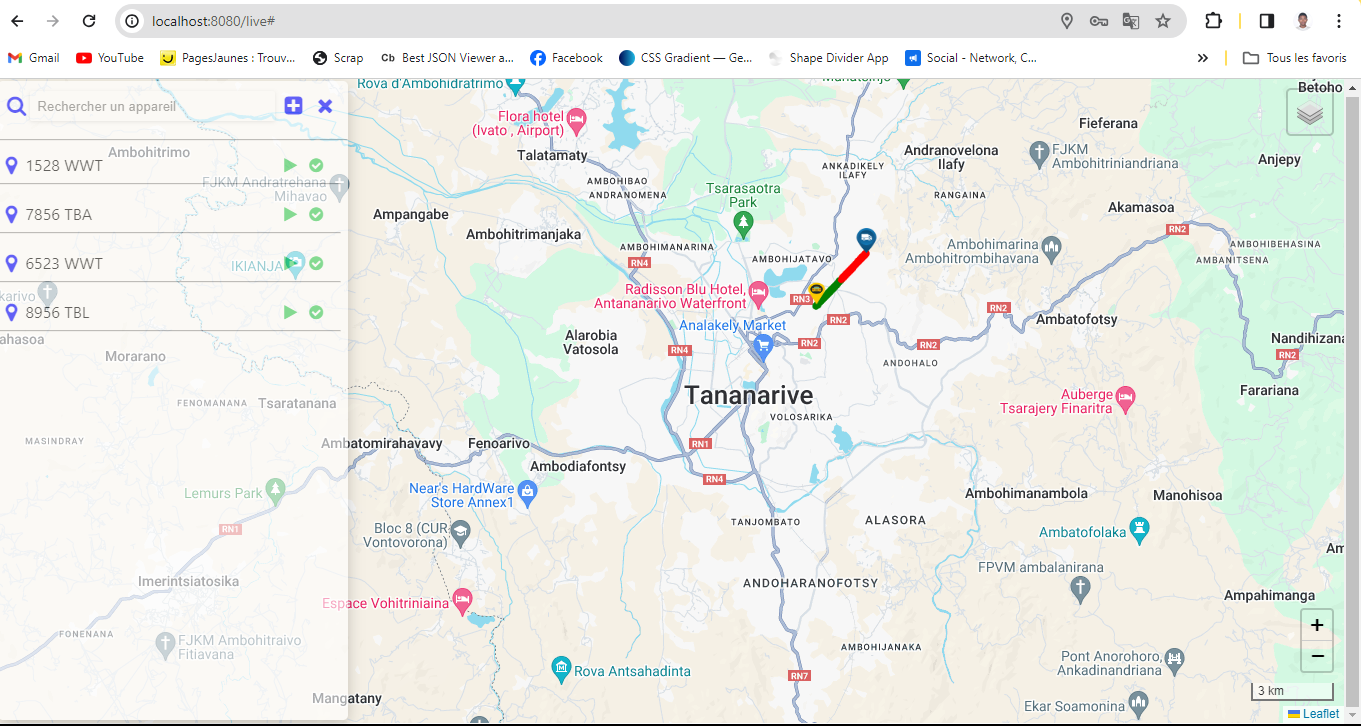 localhost:8080/live#
Gmail
YouTube
PagesJaunes : Trouv...
Scrap
Cb
Best JSON Viewer a...
Facebook
CSS Gradient — Ge...
Shape Divider App
Social - Network, C...
»
Tous les favoris
Rechercher un appareil
1528 WWT
7856 TBA
6523 WWT
8956 TBL
Rova d'Ambohidratrimo
Betoho
Flora hotel
(Ivato , Airport)
Fieferana
Ambohitrimo
Talatamaty
ANKADIKELY
ILAFY
Andranovelona
Ilafy
FJKM
Ambohitriniandriana
Anjepy
FJKM Andratrehana
Mihavao
AMBOHIBAO
ANDRANOMENA
Tsarasaotra
Park
RANGAINA
Ampangabe
Akamasoa
Ambohitrimanjaka
AMBOHIMANARINA
RN2
Ambohimarina
Ambohitrombihavana
AMBOHIBEHASINA
AMBANITSENA
IKIANJA
RN4
AMBOHIJATAVO
Radisson Blu Hotel,
Antananarivo Waterfront
RN3
RN2
RN2
Ambatofotsy
Analakely Market
Alarobia
Vatosola
RN4
RN2
RN2
ANDOHALO
Nandihizana
RN2
ahasoa
Morarano
Farariana
Tananarive
Auberge
Tsarajery Finaritra
FENOMANANA
Tsaratanana
VOLOSARIKA
MASINDRAY
Ambatomirahavavy
Fenoarivo
RN1
Ambodiafontsy
RN4
Lemurs Park
Near's HardWare
Store Annex1
Ambohimanambola
Manohisoa
RN1
Bloc 8 (CUR
Vontovorona)
TANJOMBATO
ALASORA
Ambatofolaka
Imerintsiatosika
ANDOHARANOFOTSY
FPVM ambalanirana
Espace Vohitriniaina
Ampahimanga
FONENANA
FJKM Ambohitraivo
Fitiavana
AMBOHIJANAKA
Rova Antsahadinta
RN7
Pont Anorohoro,
Ankadinandriana
Mangatany
Ekar Soamonina
+
−
3 km
Leaflet